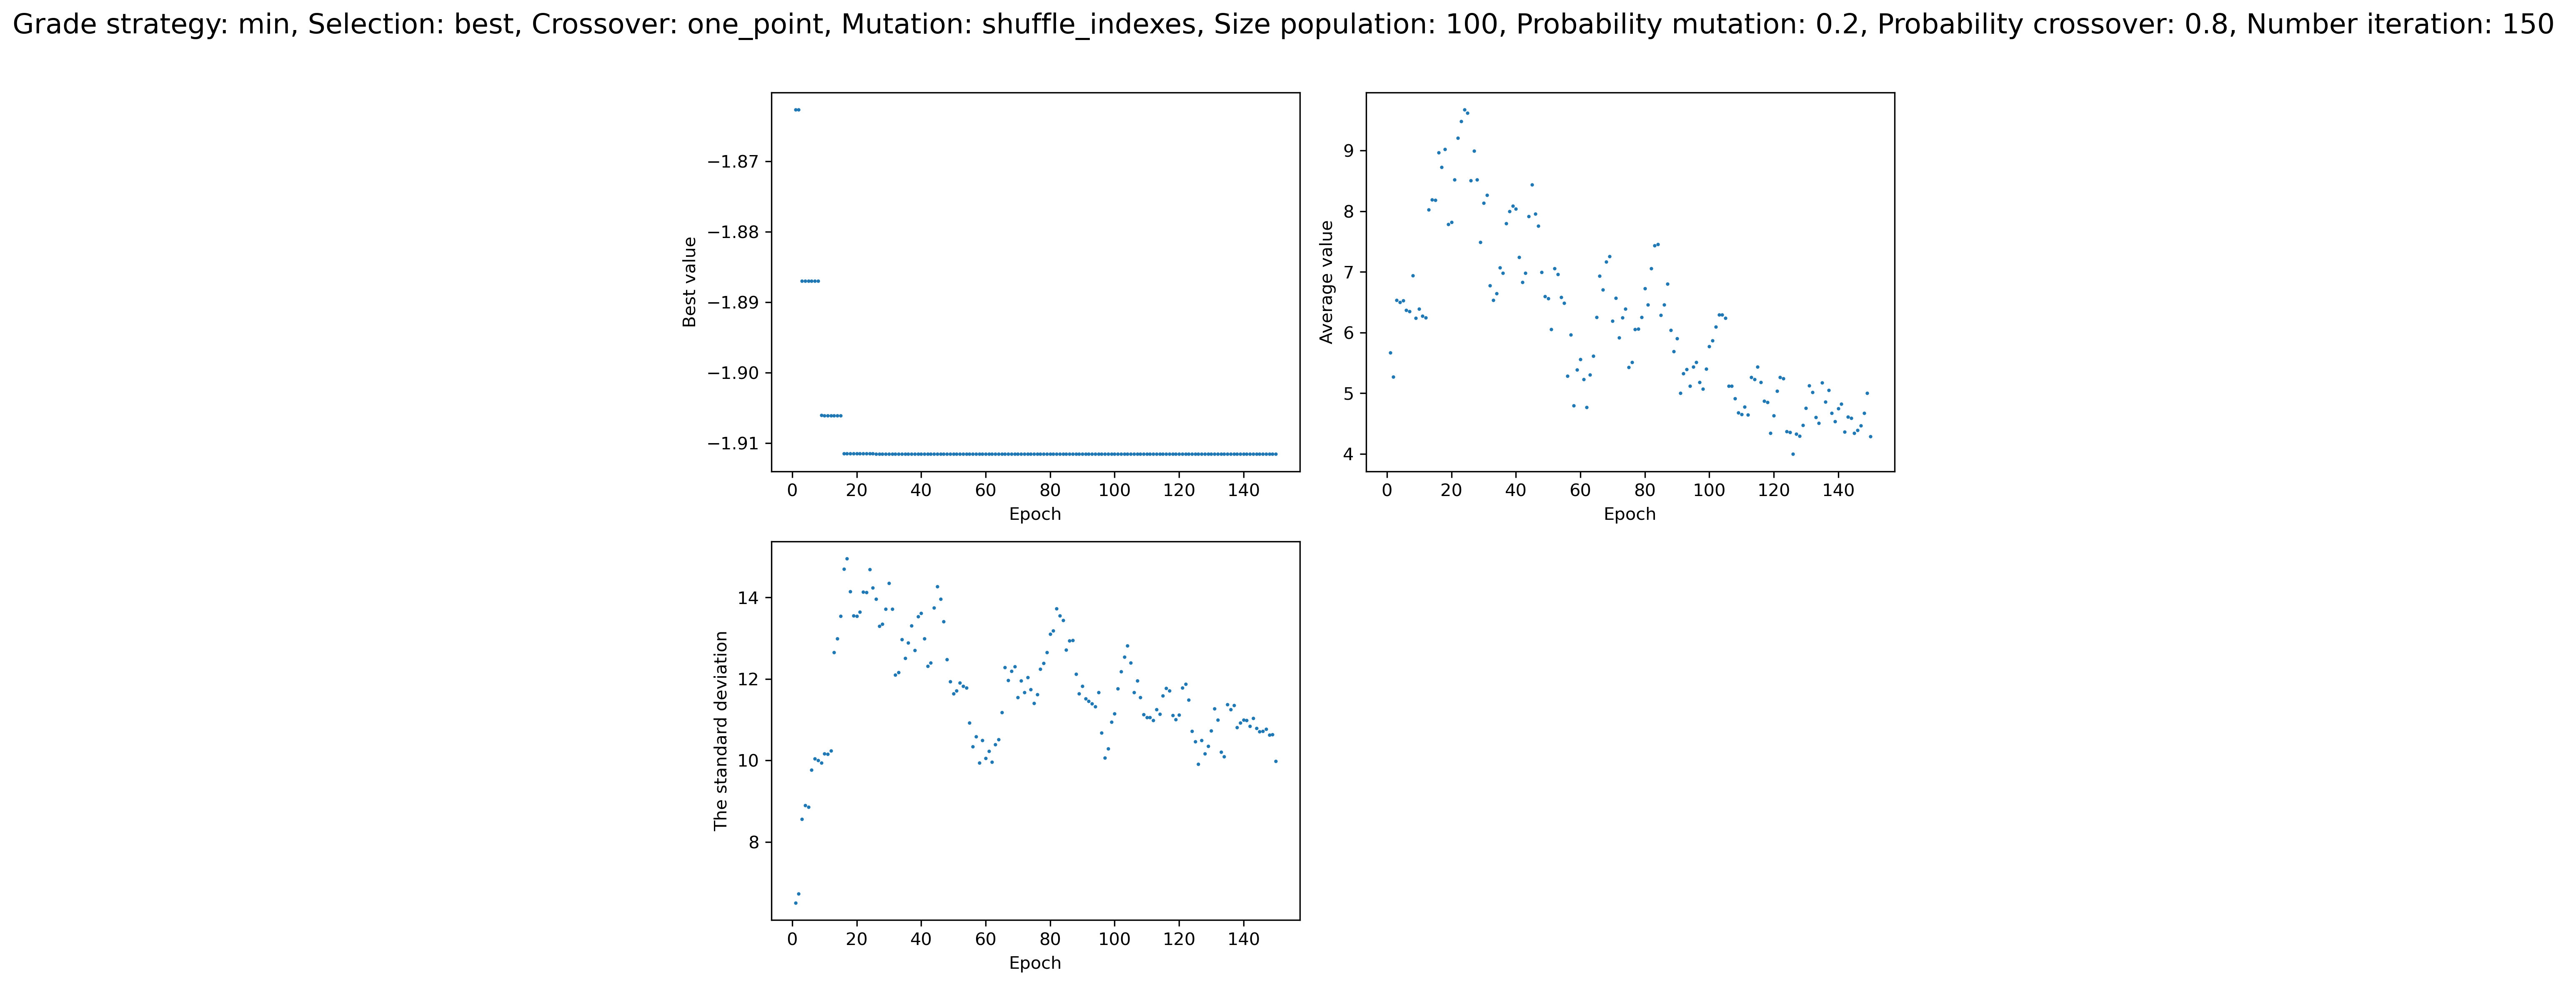 Grade strategy: min, Selection: best, Crossover: one_point, Mutation: shuffle_indexes, Size population: 100, Probability mutation: 0.2, Probability crossover: 0.8, Number iteration: 150
Best value
−1.87
−1.88
−1.89
−1.90
−1.91
0 20 40 60 80 100 120 140
Epoch
Average value
9
8
7
6
5
4
0 20 40 60 80 100 120 140
Epoch
The standard deviation
14
12
10
8
0 20 40 60 80 100 120 140
Epoch